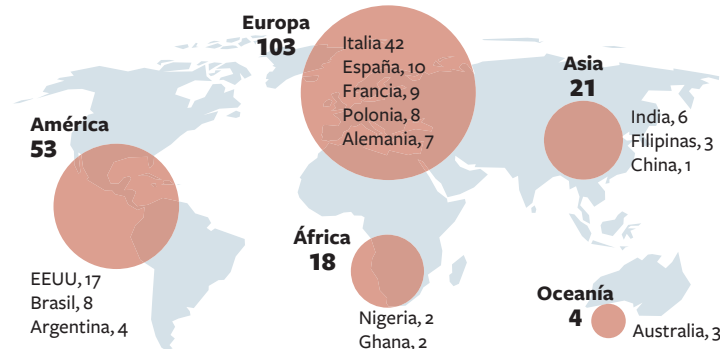 Europa
103
Italia 42
España, 10
Francia, 9
Polonia, 8
Alemania, 7
Asia
21
India, 6
Filipinas, 3
China, 1
América
53
EEUU, 17
Brasil, 8
Argentina, 4
África
18
Nigeria, 2
Ghana, 2
Oceanía
4
Australia, 3